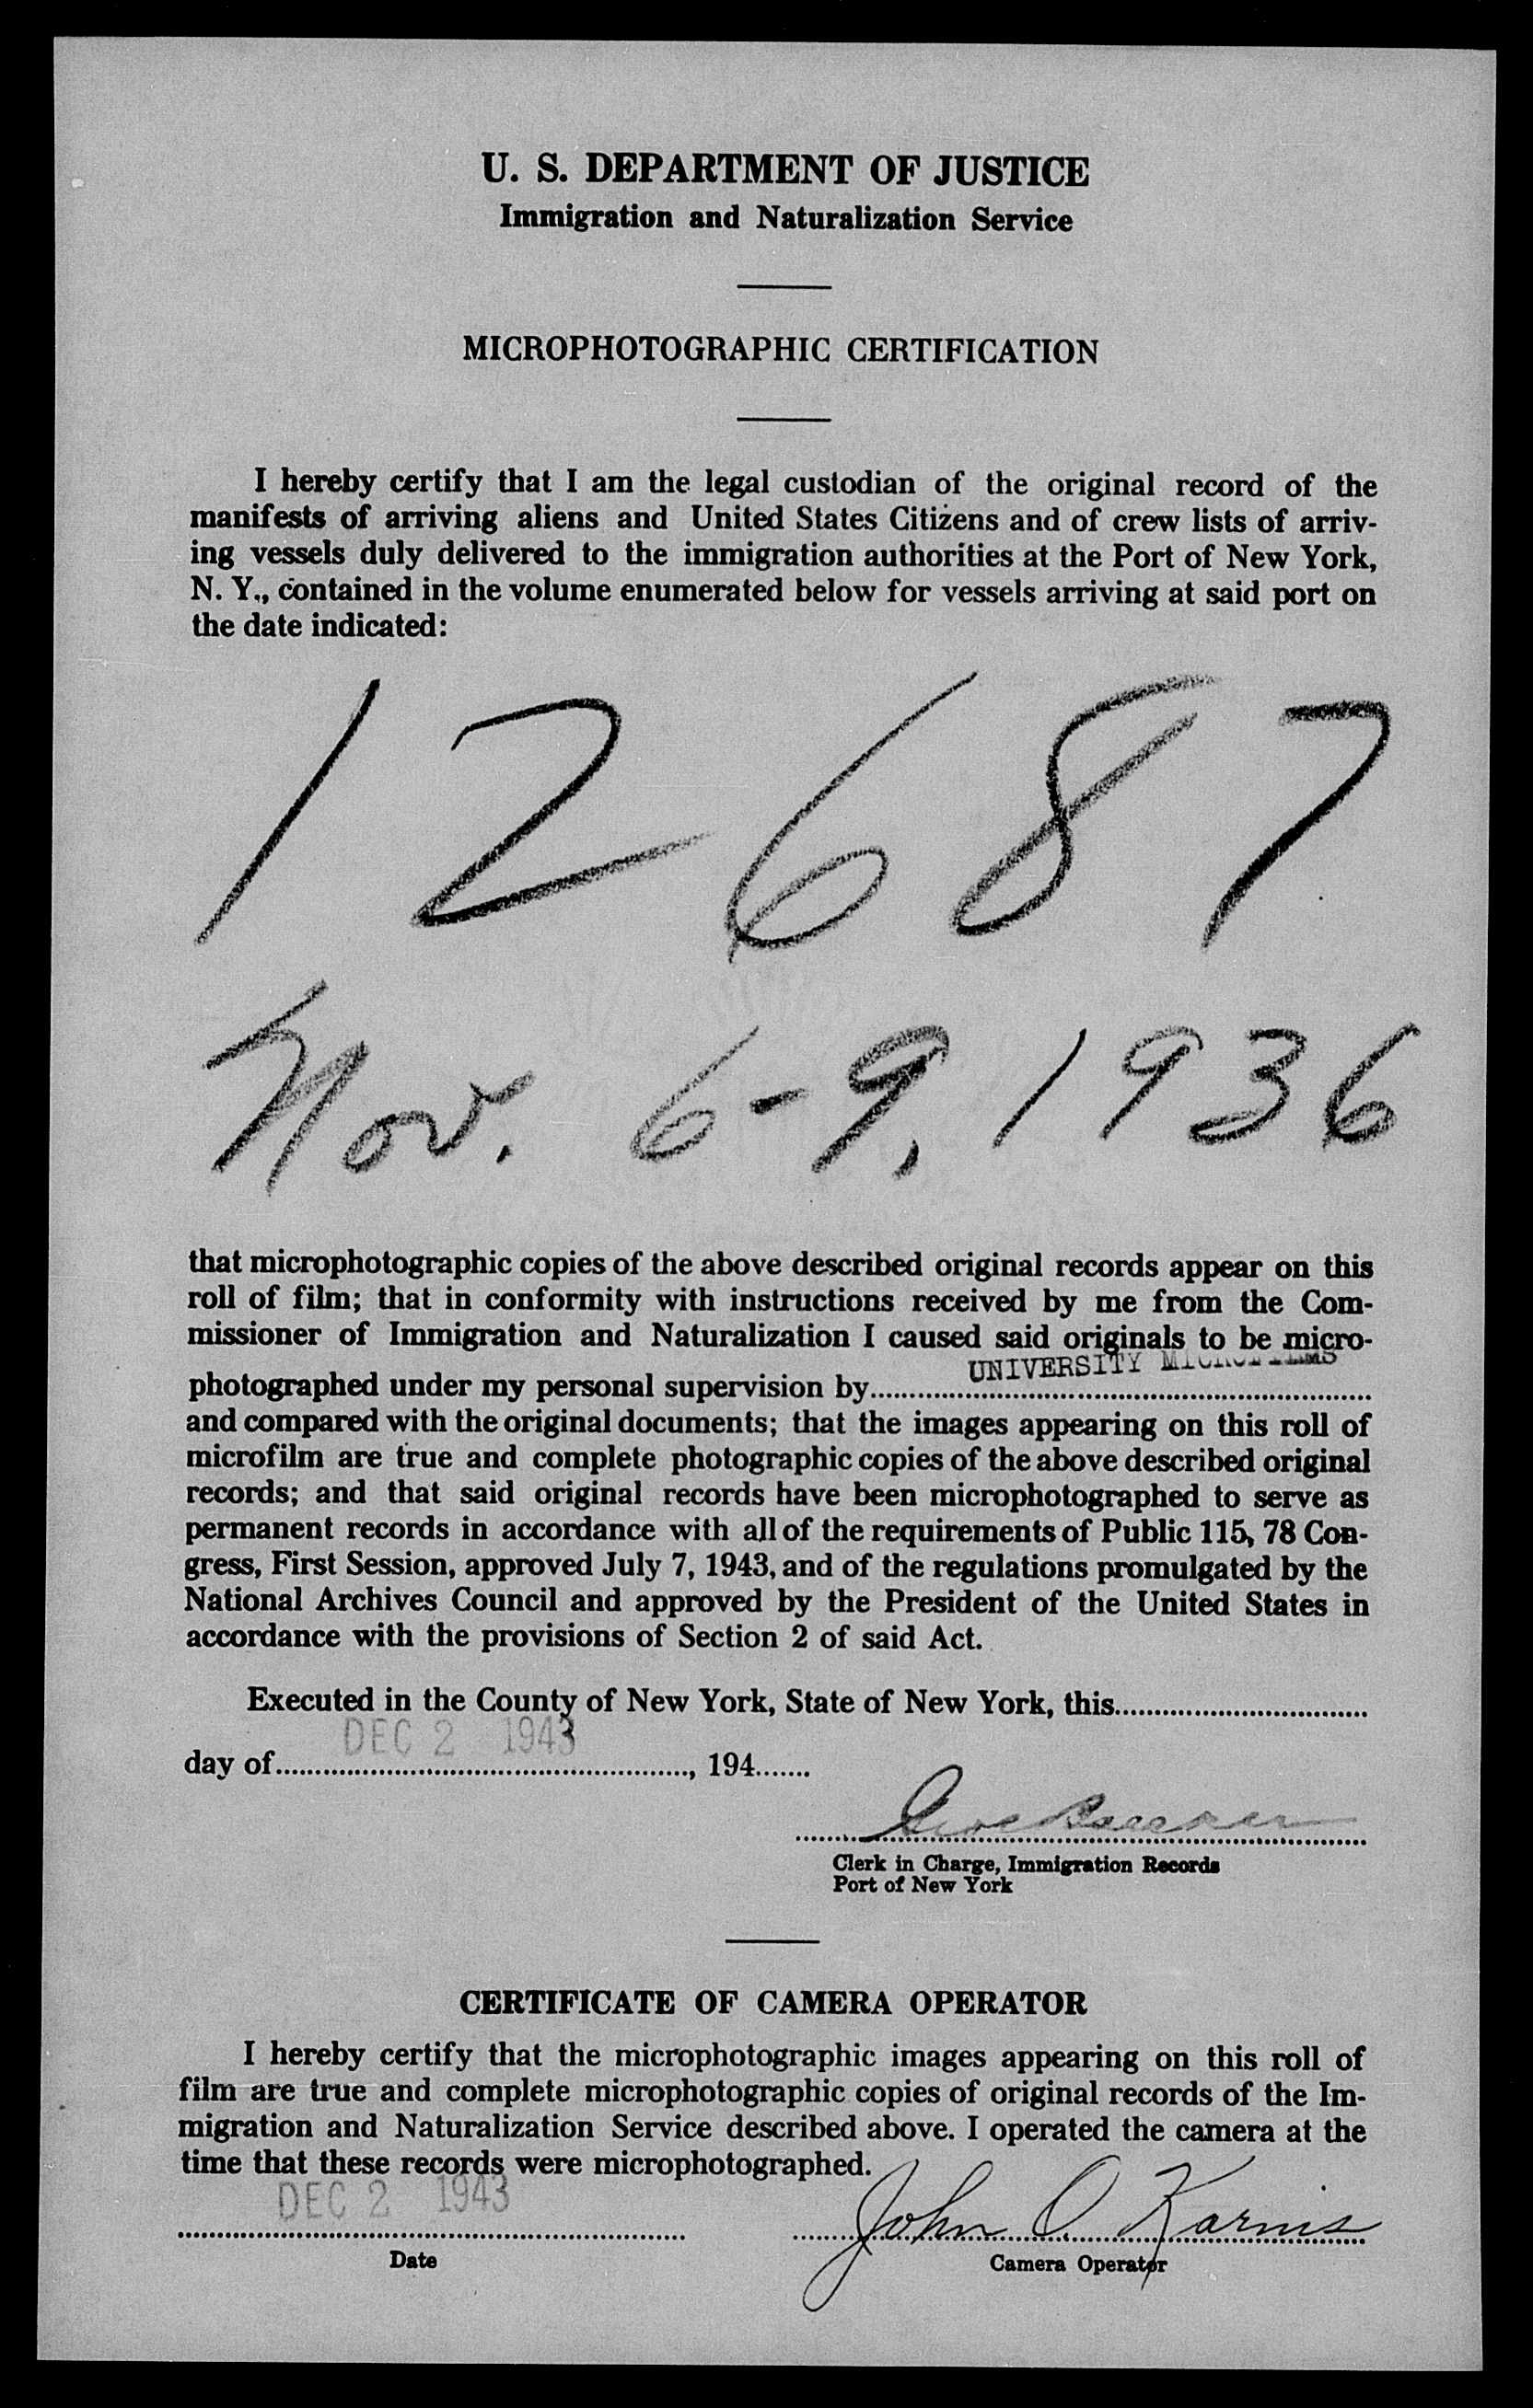 U. S. DEPARTMENT OF JUSTICE
Immigration and Naturalization Service
MICROPHOTOGRAPHIC CERTIFICATION
I hereby certify that I am the legal custodian of the original record of the
manifests of arriving aliens and United States Citizens and of crew lists of arriv-
ing vessels duly delivered to the immigration authorities at the Port of New York,
N. Y., contained in the volume enumerated below for vessels arriving at said port on
the date indicated:
12687
Nov. 6-9, 1936
that microphotographic copies of the above described original records appear on this
roll of film; that in conformity with instructions received by me from the Com-
missioner of Immigration and Naturalization I caused said originals to be micro-
UNIVERSITY MICROFILMS
photographed under my personal supervision by
and compared with the original documents; that the images appearing on this roll of
microfilm are true and complete photographic copies of the above described original
records; and that said original records have been microphotographed to serve as
permanent records in accordance with all of the requirements of Public 115, 78 Con-
gress, First Session, approved July 7, 1943, and of the regulations promulgated by the
National Archives Council and approved by the President of the United States in
accordance with the provisions of Section 2 of said Act.
Executed in the County of New York, State of New York, this
DEC 2 1943
day of, 194
Clerk in Charge, Immigration Records
Port of New York
CERTIFICATE OF CAMERA OPERATOR
I hereby certify that the microphotographic images appearing on this roll of
film are true and complete microphotographic copies of original records of the Im-
migration and Naturalization Service described above. I operated the camera at the
time that these records were microphotographed.
DEC 2 1943
John O. Karnis
Date
Camera Operator